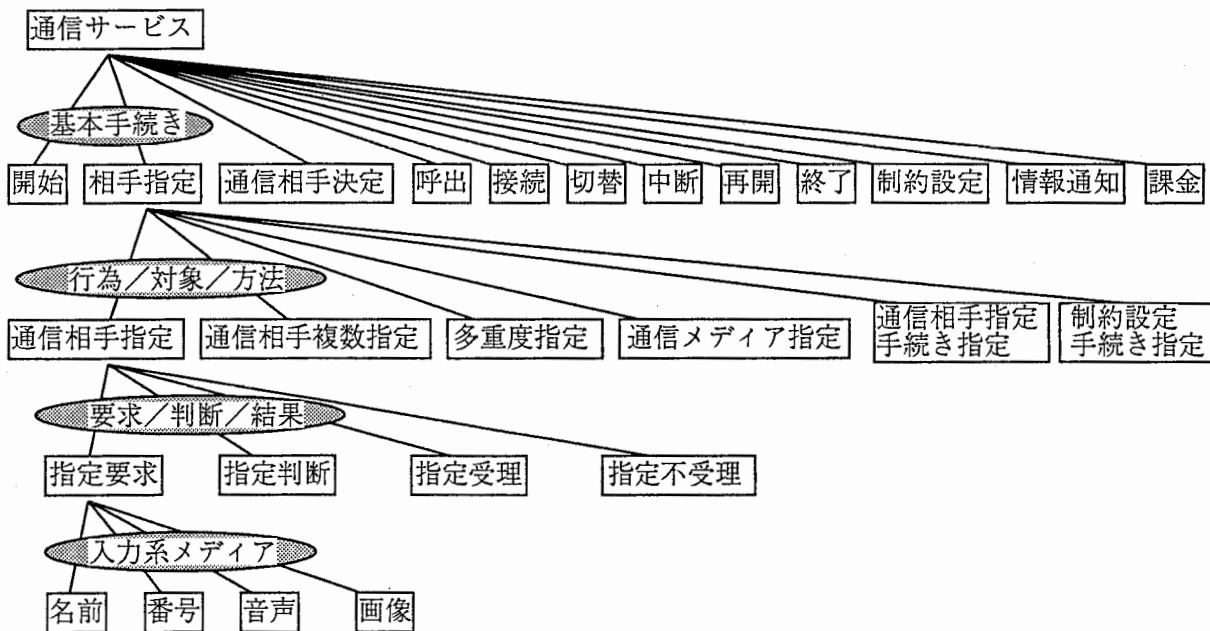 通信サービス
基本手続き
開始 相手指定 通信相手決定 呼出 接続 切替 中断 再開 終了 制約設定 情報通知 課金
行為／対象／方法
通信相手指定 通信相手複数指定 多重度指定 通信メディア指定
通信相手指定
手続き指定
制約設定
手続き指定
要求／判断／結果
指定要求 指定判断 指定受理 指定不受理
入力系メディア
名前 番号 音声 画像